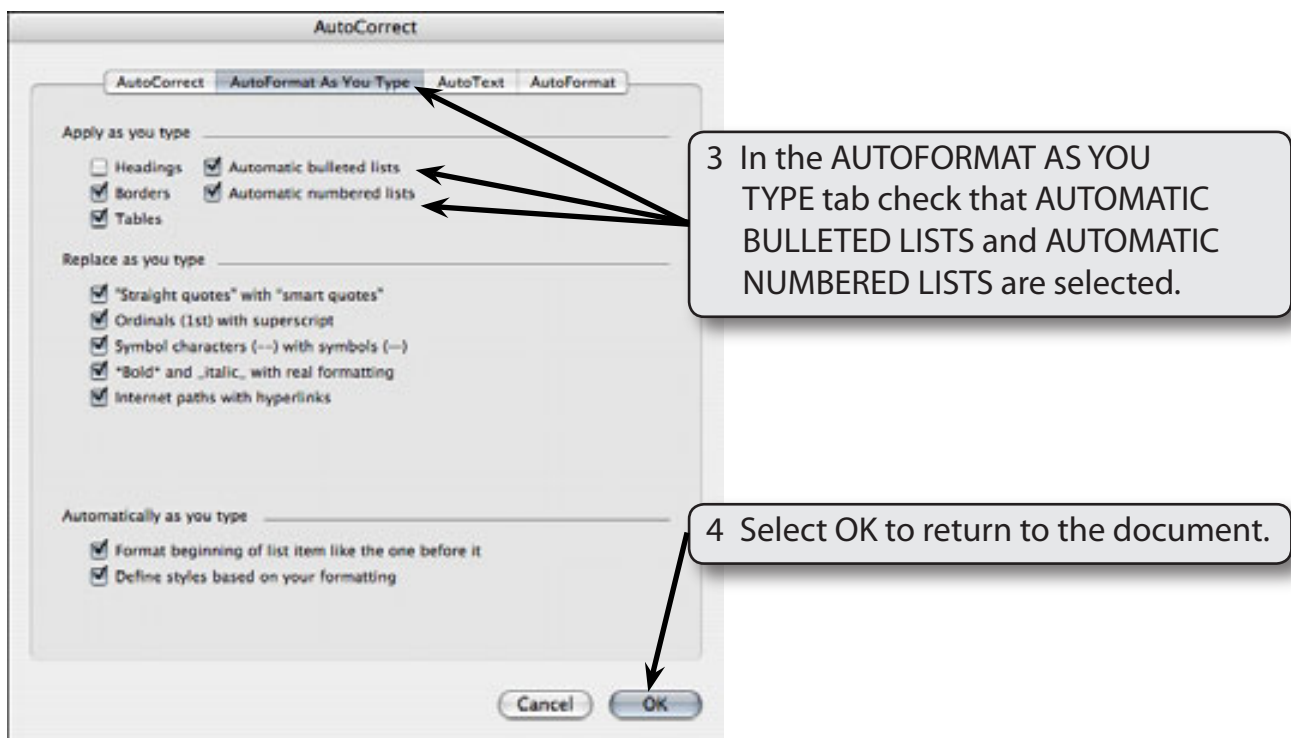 AutoCorrect
AutoCorrect AutoFormat As You Type AutoText AutoFormat
Apply as you type
Headings Automatic bulleted lists
Borders Automatic numbered lists
Tables
Replace as you type
"Straight quotes" with "smart quotes"
Ordinals (1st) with superscript
Symbol characters (--) with symbols (—)
*Bold* and _italic_ with real formatting
Internet paths with hyperlinks
Automatically as you type
Format beginning of list item like the one before it
Define styles based on your formatting
Cancel OK
3 In the AUTOFORMAT AS YOU
TYPE tab check that AUTOMATIC
BULLETED LISTS and AUTOMATIC
NUMBERED LISTS are selected.
4 Select OK to return to the document.